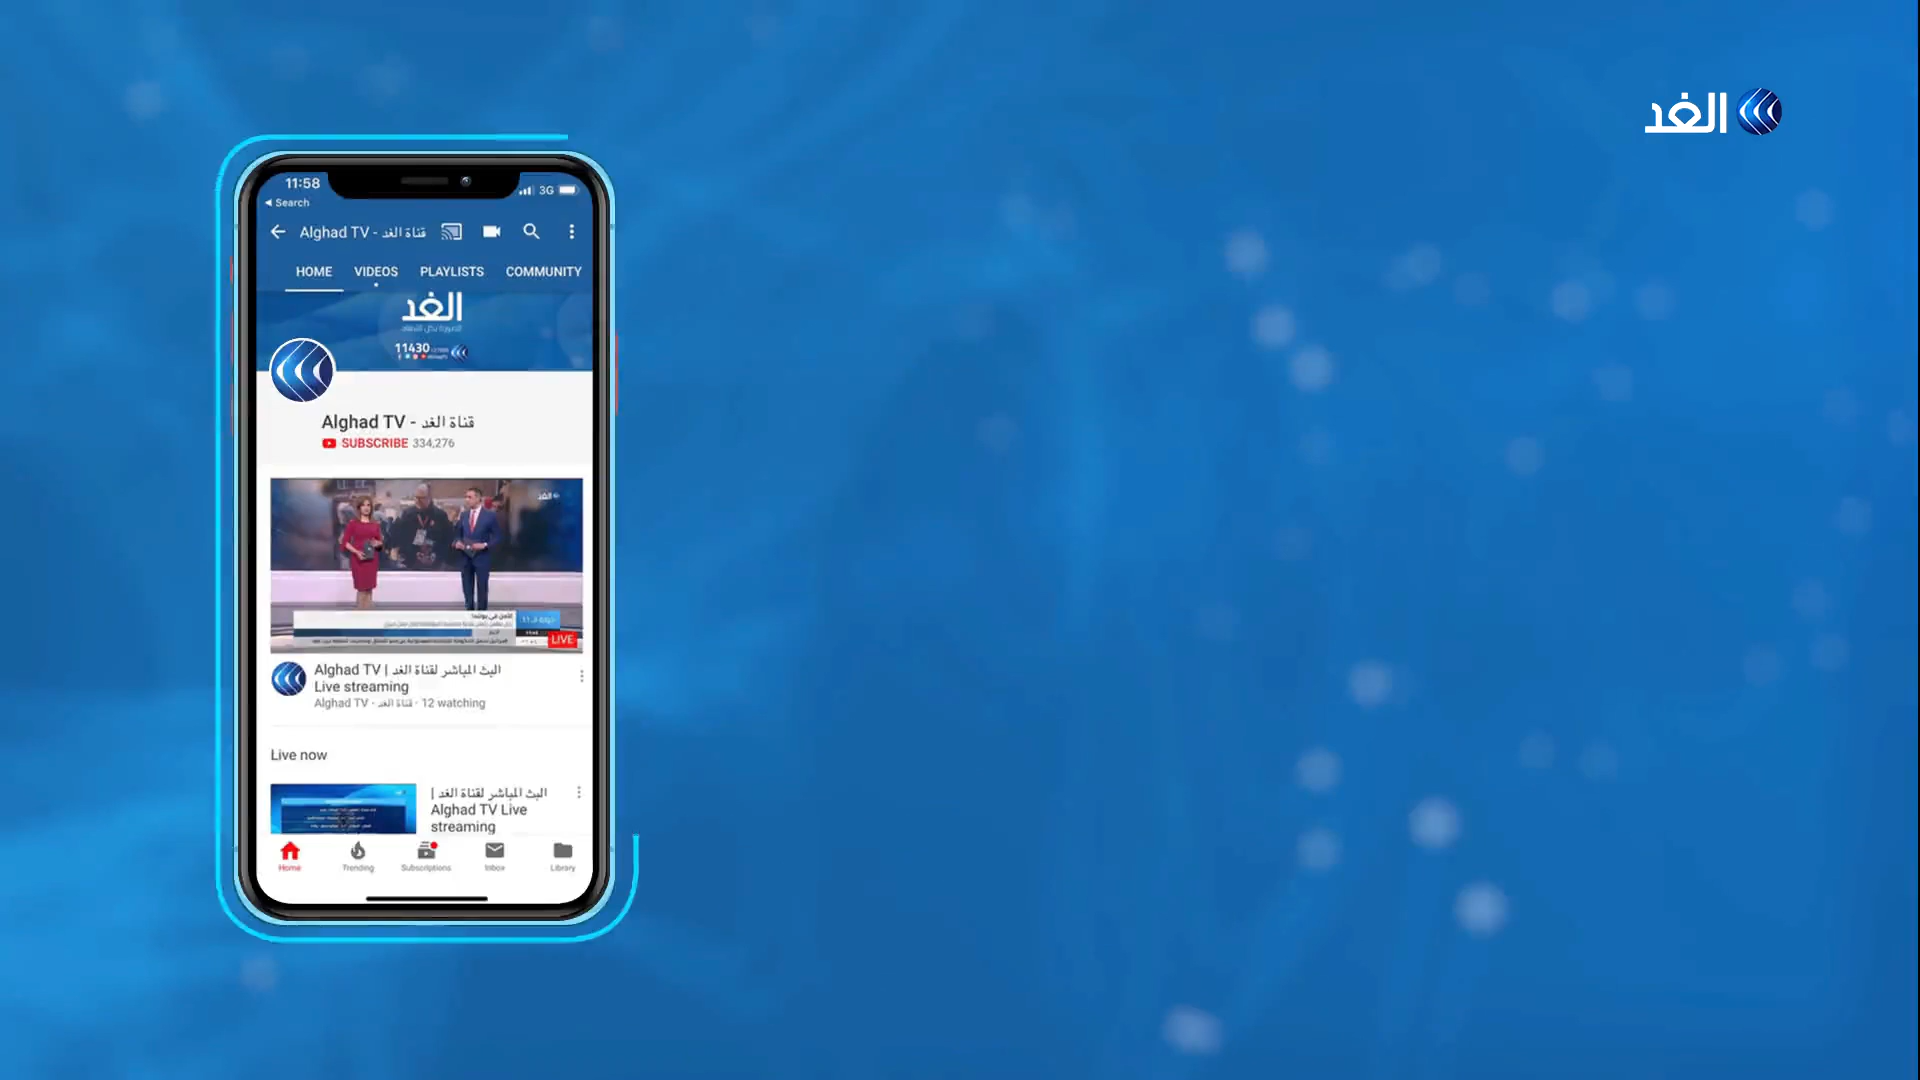 الغد
11:58
3G
Search
Alghad TV - قناة الغد
HOME VIDEOS PLAYLISTS COMMUNITY
الغد
11430
Alghad TV - قناة الغد
SUBSCRIBE 334,276
الغد
LIVE
Alghad TV | البث المباشر لقناة الغد
Live streaming
Alghad TV - قناة الغد · 12 watching
Live now
البث المباشر لقناة الغد |
Alghad TV Live
streaming
Home Trending Subscriptions Inbox Library